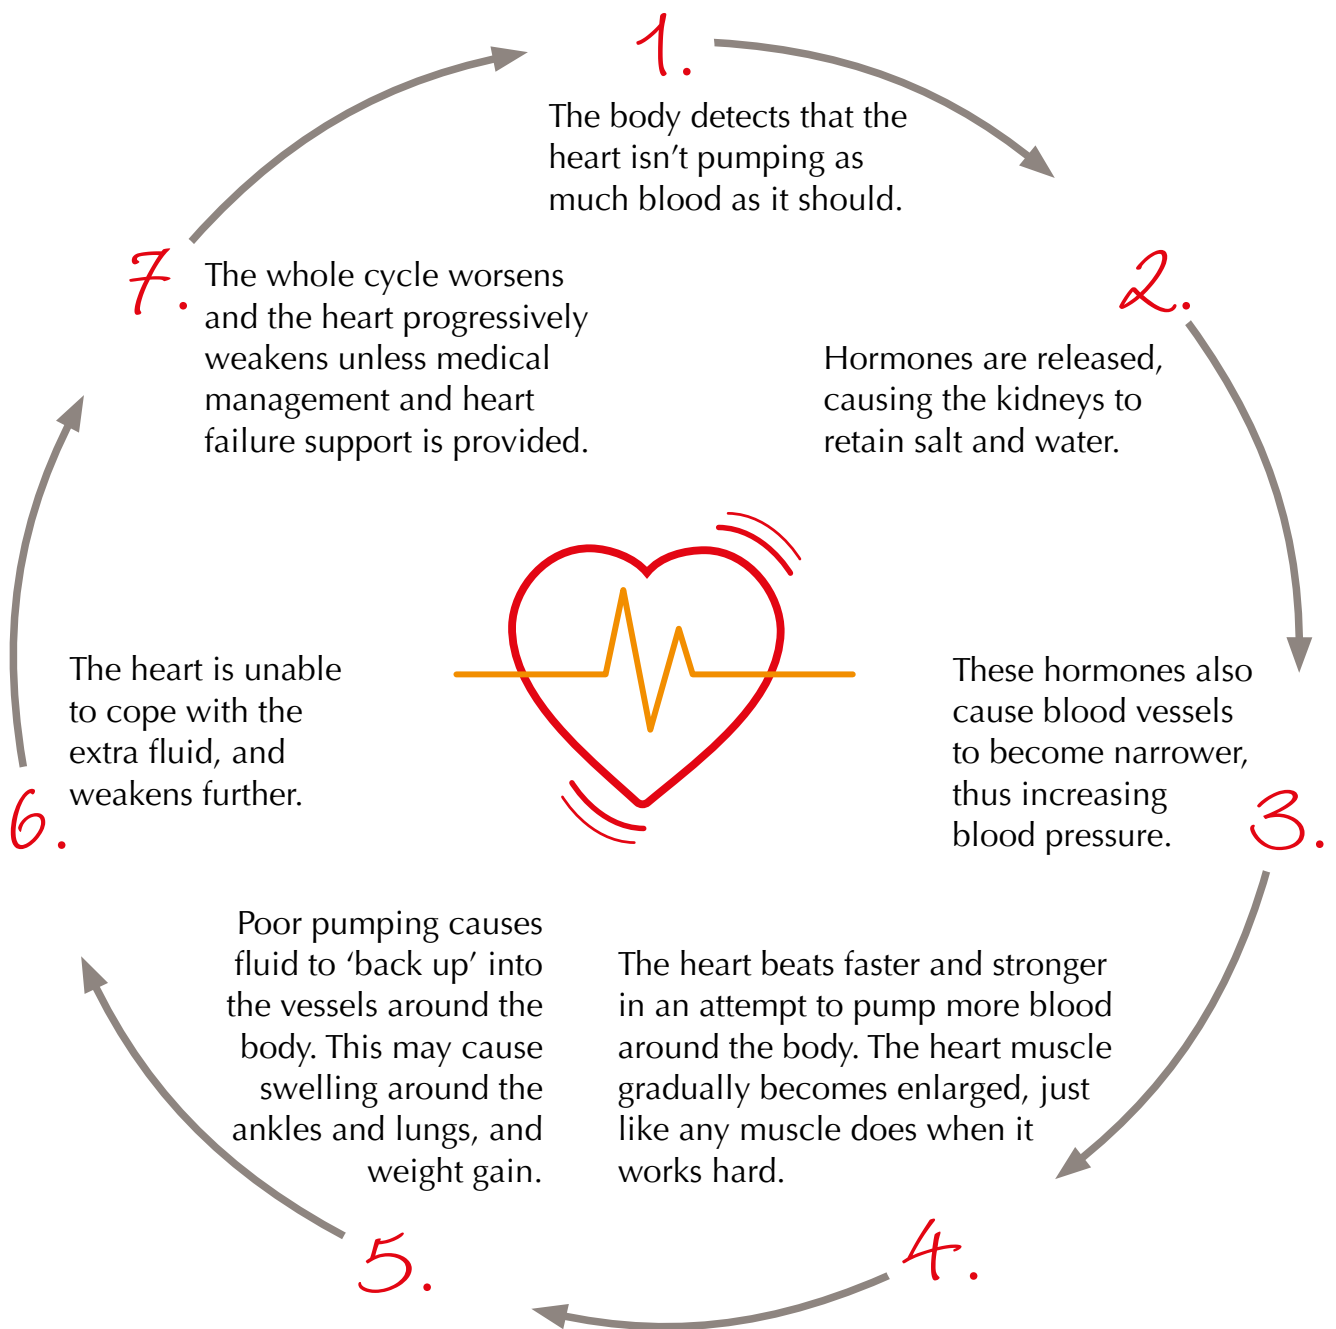 1.
The body detects that the
heart isn’t pumping as
much blood as it should.
2.
Hormones are released,
causing the kidneys to
retain salt and water.
3.
These hormones also
cause blood vessels
to become narrower,
thus increasing
blood pressure.
4.
The heart beats faster and stronger
in an attempt to pump more blood
around the body. The heart muscle
gradually becomes enlarged, just
like any muscle does when it
works hard.
5.
Poor pumping causes
fluid to ‘back up’ into
the vessels around the
body. This may cause
swelling around the
ankles and lungs, and
weight gain.
6.
The heart is unable
to cope with the
extra fluid, and
weakens further.
7.
The whole cycle worsens
and the heart progressively
weakens unless medical
management and heart
failure support is provided.